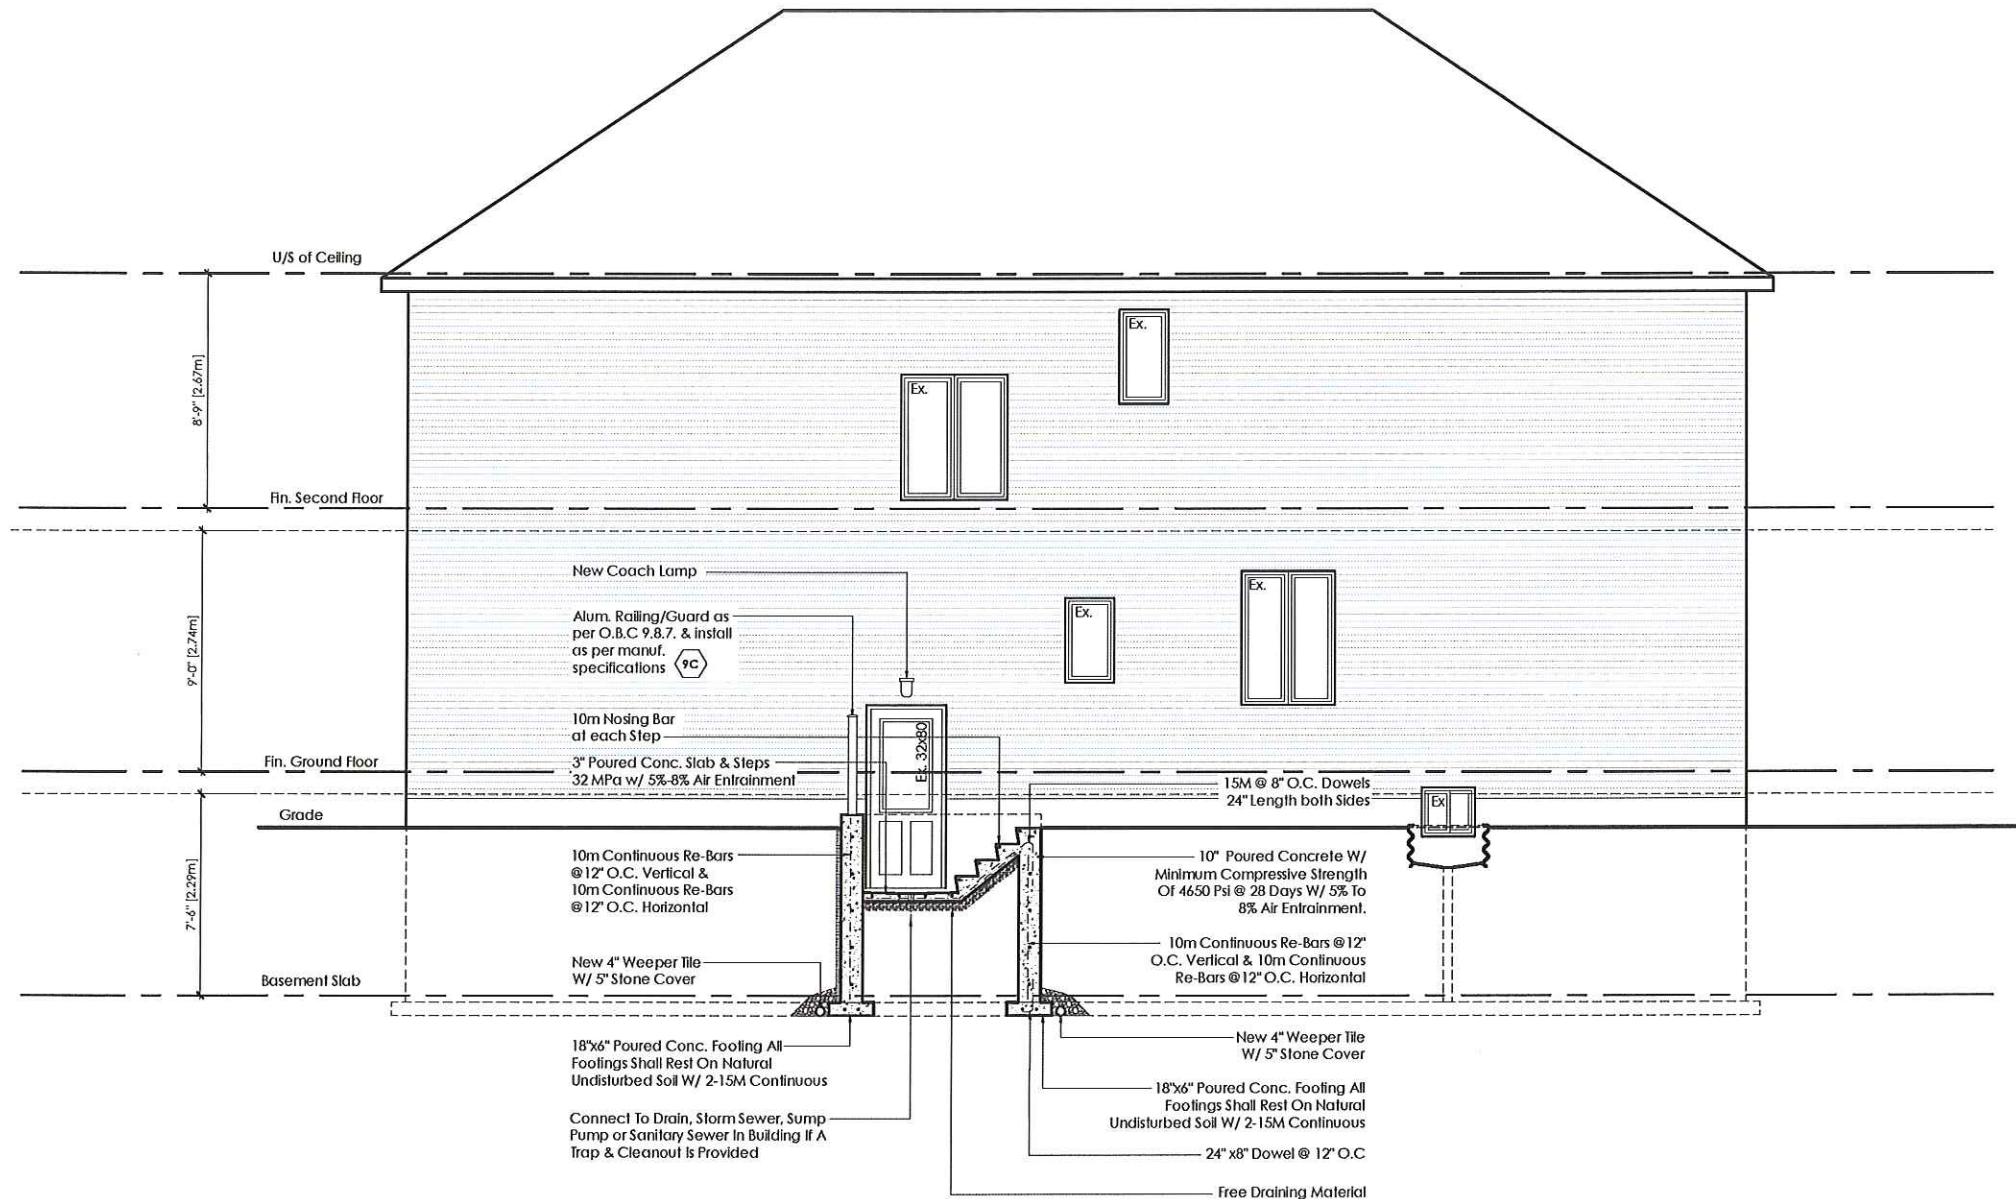 U/S of Ceiling
Ex.
Ex.
8'-9" [2.67m]
Fin. Second Floor
New Coach Lamp
Ex.
Ex.
Alum. Railing/Guard as
per O.B.C 9.8.7. & install
as per manuf.
specifications
9C
9'-0" [2.74m]
10m Nosing Bar
at each Step
Ex. 32x80
Fin. Ground Floor
3" Poured Conc. Slab & Steps
32 MPa w/ 5%-8% Air Entrainment
15M @ 8" O.C. Dowels
24" Length both Sides
Ex
Grade
10m Continuous Re-Bars
@12" O.C. Vertical &
10m Continuous Re-Bars
@12" O.C. Horizontal
10" Poured Concrete W/
Minimum Compressive Strength
Of 4650 Psi @ 28 Days W/ 5% To
8% Air Entrainment.
7'-6" [2.29m]
10m Continuous Re-Bars @12"
O.C. Vertical & 10m Continuous
Re-Bars @12" O.C. Horizontal
New 4" Weeper Tile
W/ 5" Stone Cover
Basement Slab
18"x6" Poured Conc. Footing All
Footings Shall Rest On Natural
Undisturbed Soil W/ 2-15M Continuous
New 4" Weeper Tile
W/ 5" Stone Cover
18"x6" Poured Conc. Footing All
Footings Shall Rest On Natural
Undisturbed Soil W/ 2-15M Continuous
Connect To Drain, Storm Sewer, Sump
Pump or Sanitary Sewer In Building If A
Trap & Cleanout Is Provided
24" x8" Dowel @ 12" O.C
Free Draining Material